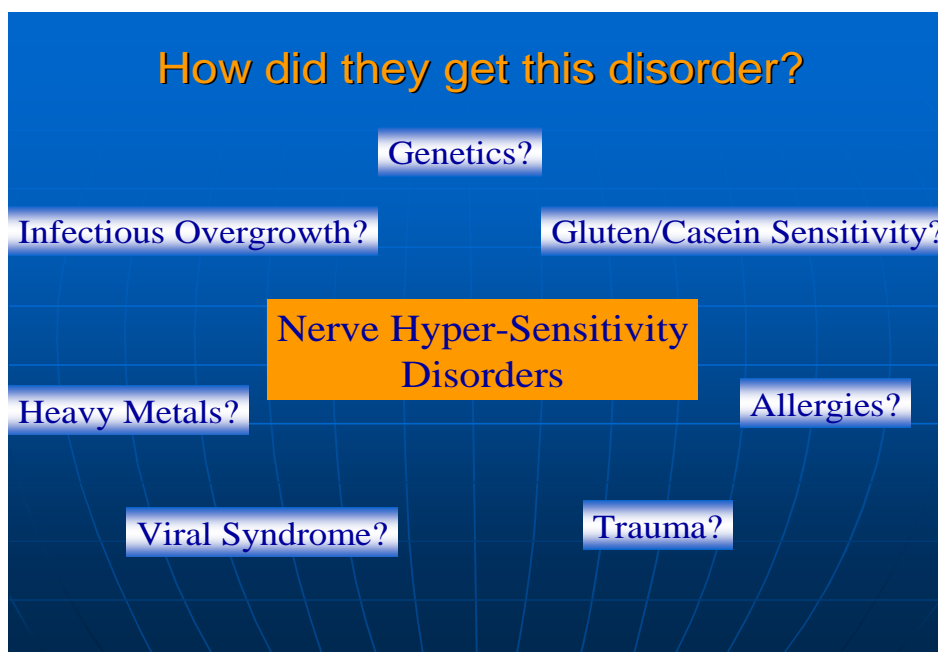 How did they get this disorder?
Genetics?
Infectious Overgrowth?
Gluten/Casein Sensitivity?
Nerve Hyper-Sensitivity
Disorders
Heavy Metals?
Allergies?
Viral Syndrome?
Trauma?